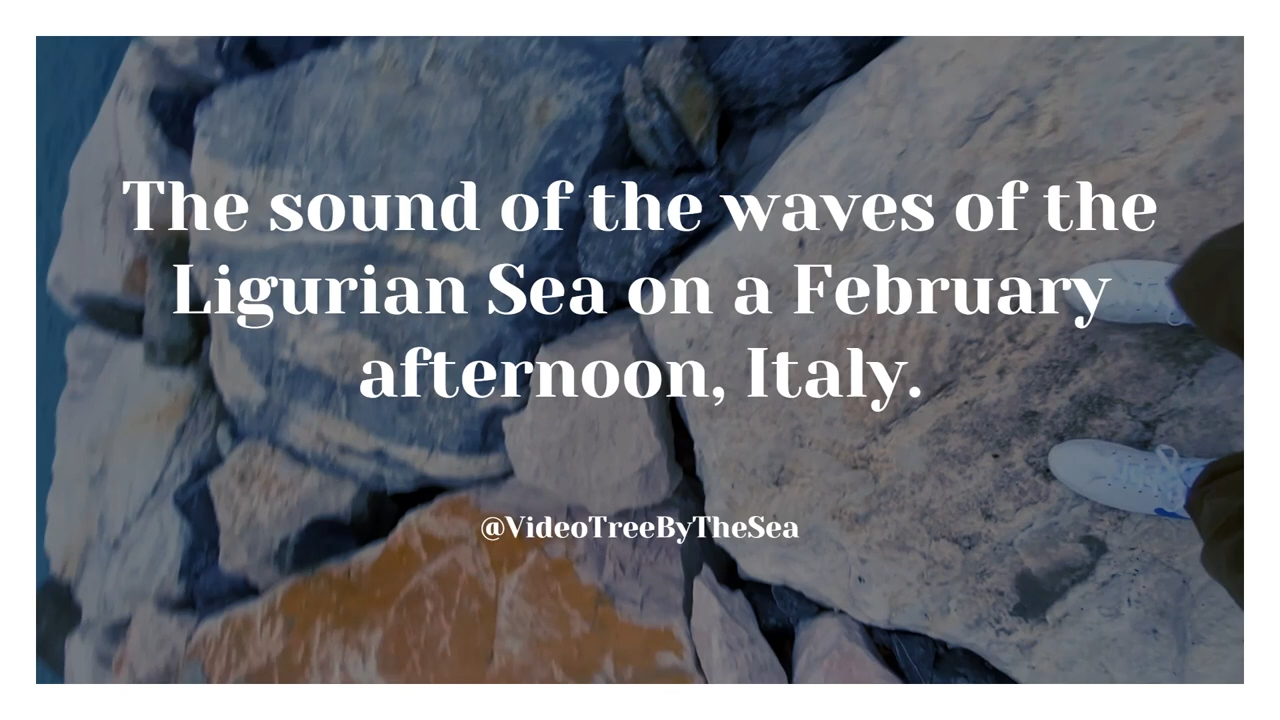 The sound of the waves of the
Ligurian Sea on a February
afternoon, Italy.
@VideoTreeByTheSea